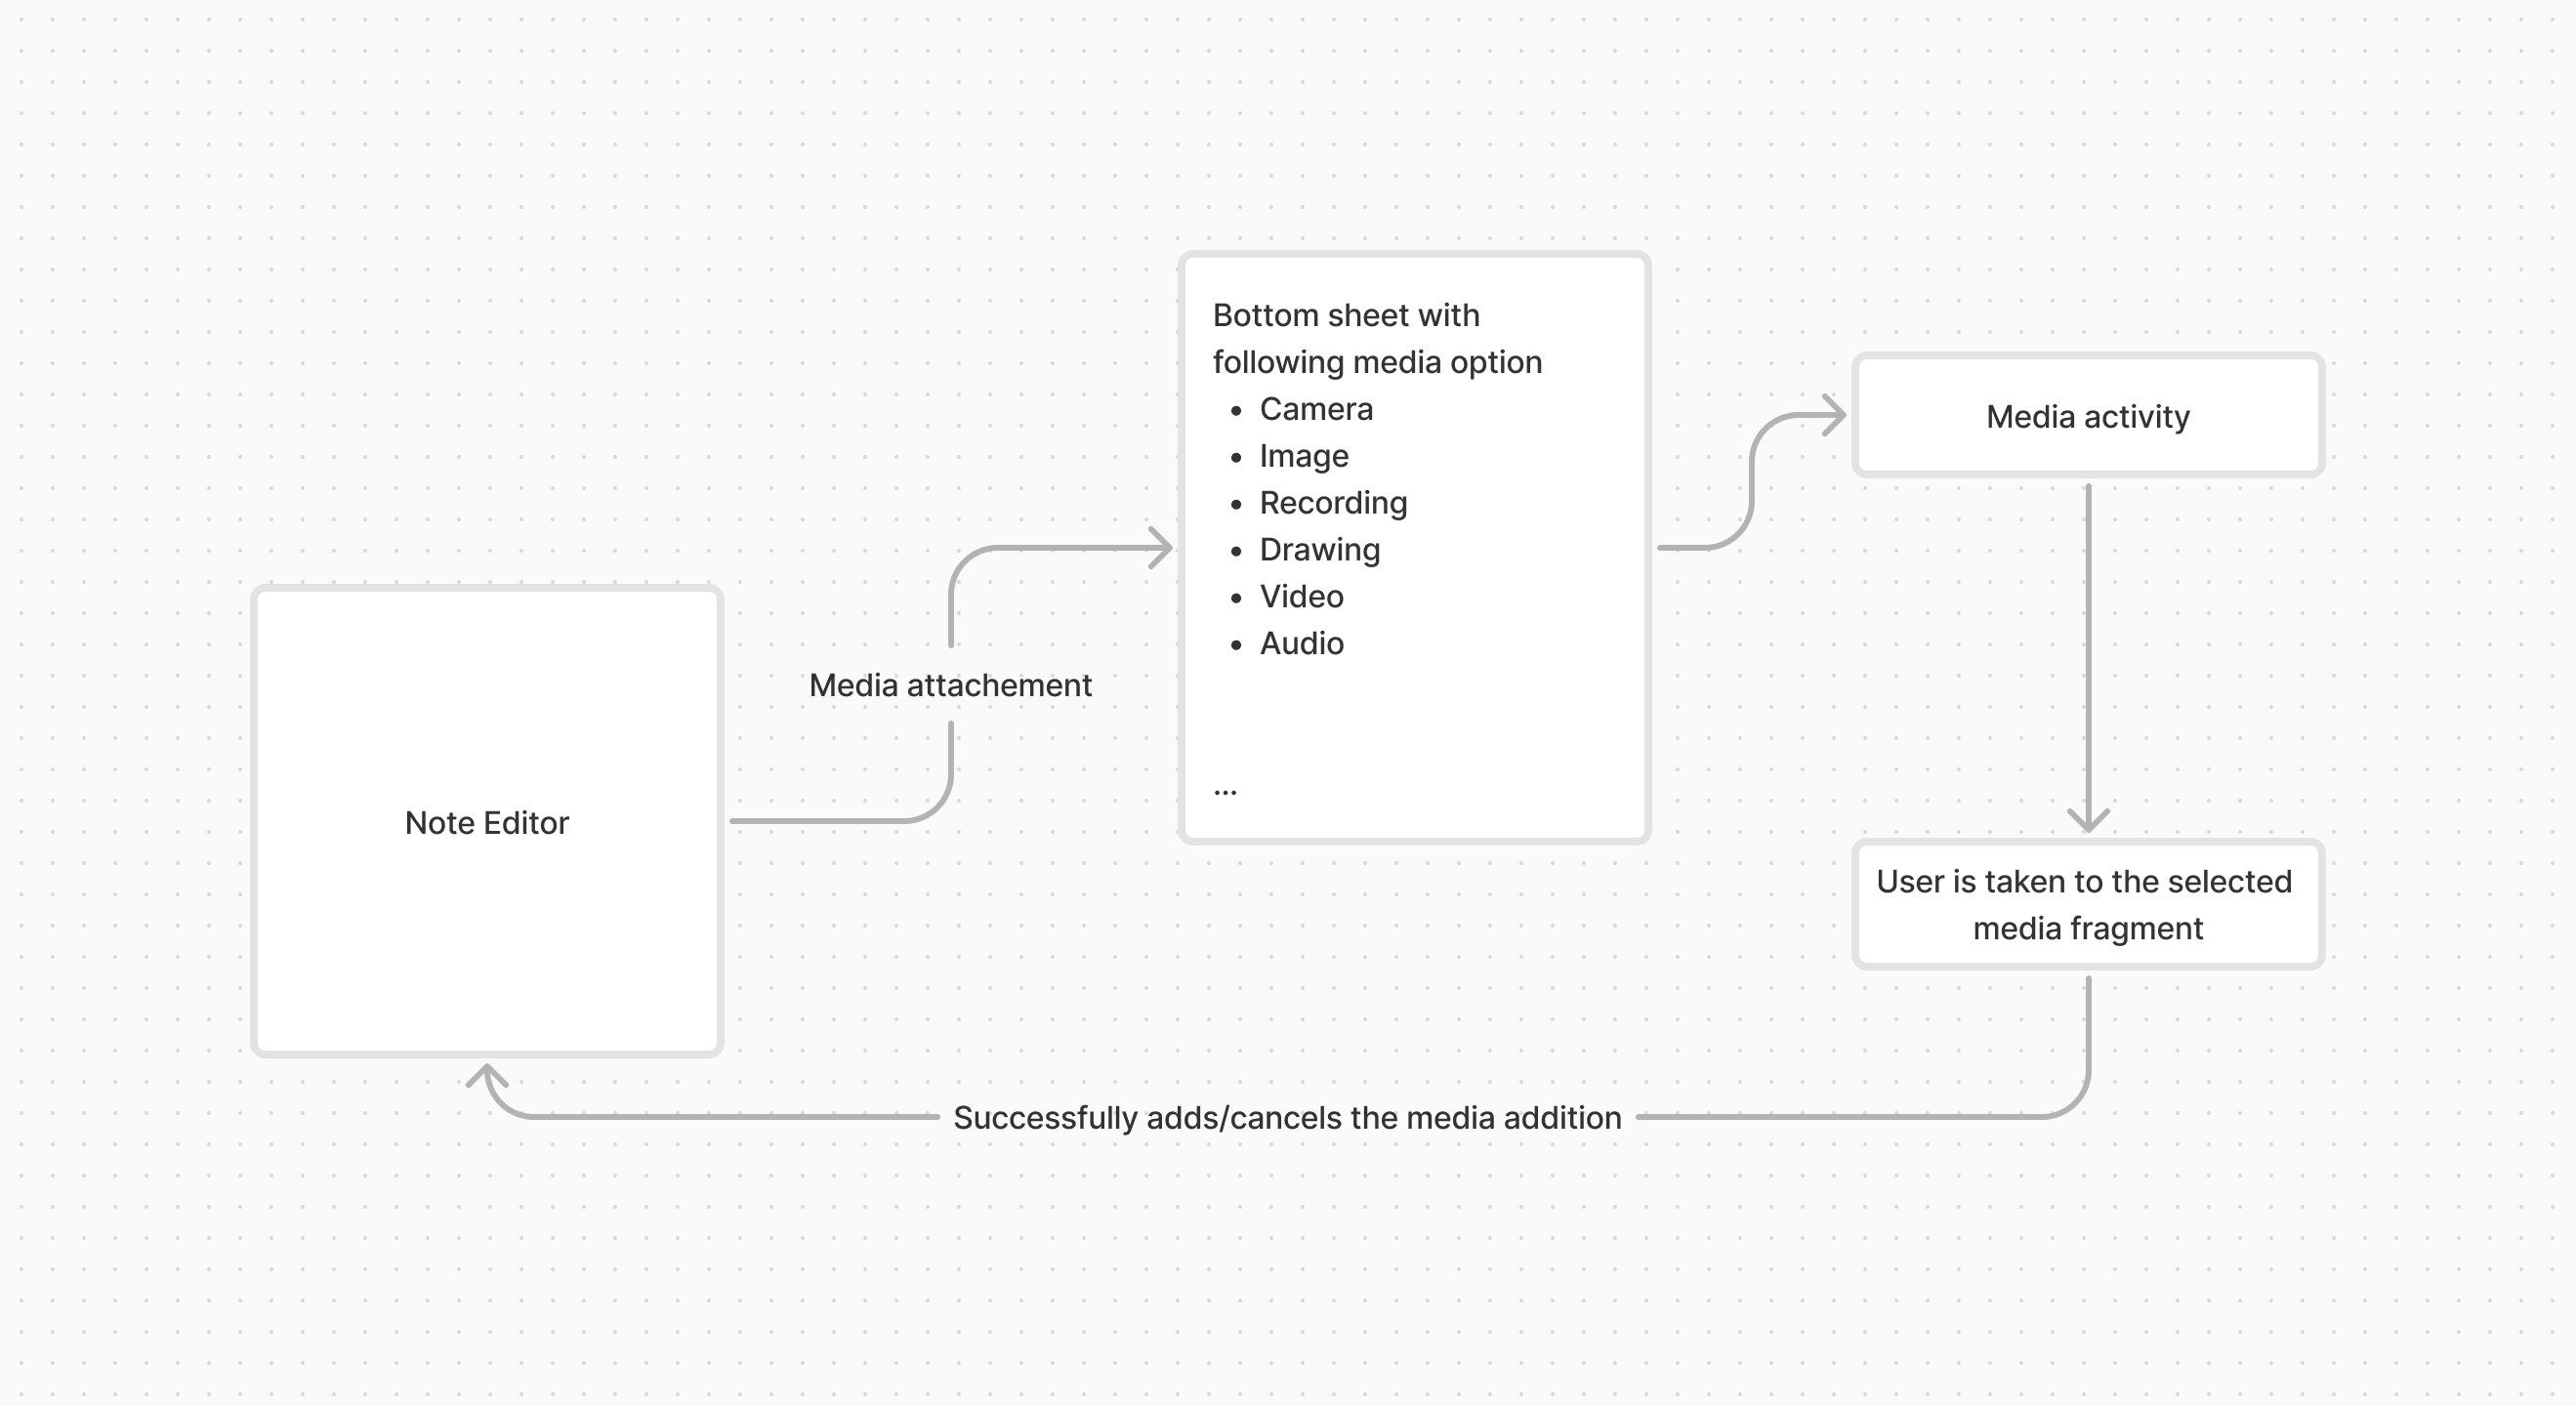 Bottom sheet with
following media option
• Camera
• Image
• Recording
• Drawing
• Video
• Audio
...
Media activity
Media attachement
Note Editor
User is taken to the selected
media fragment
Successfully adds/cancels the media addition